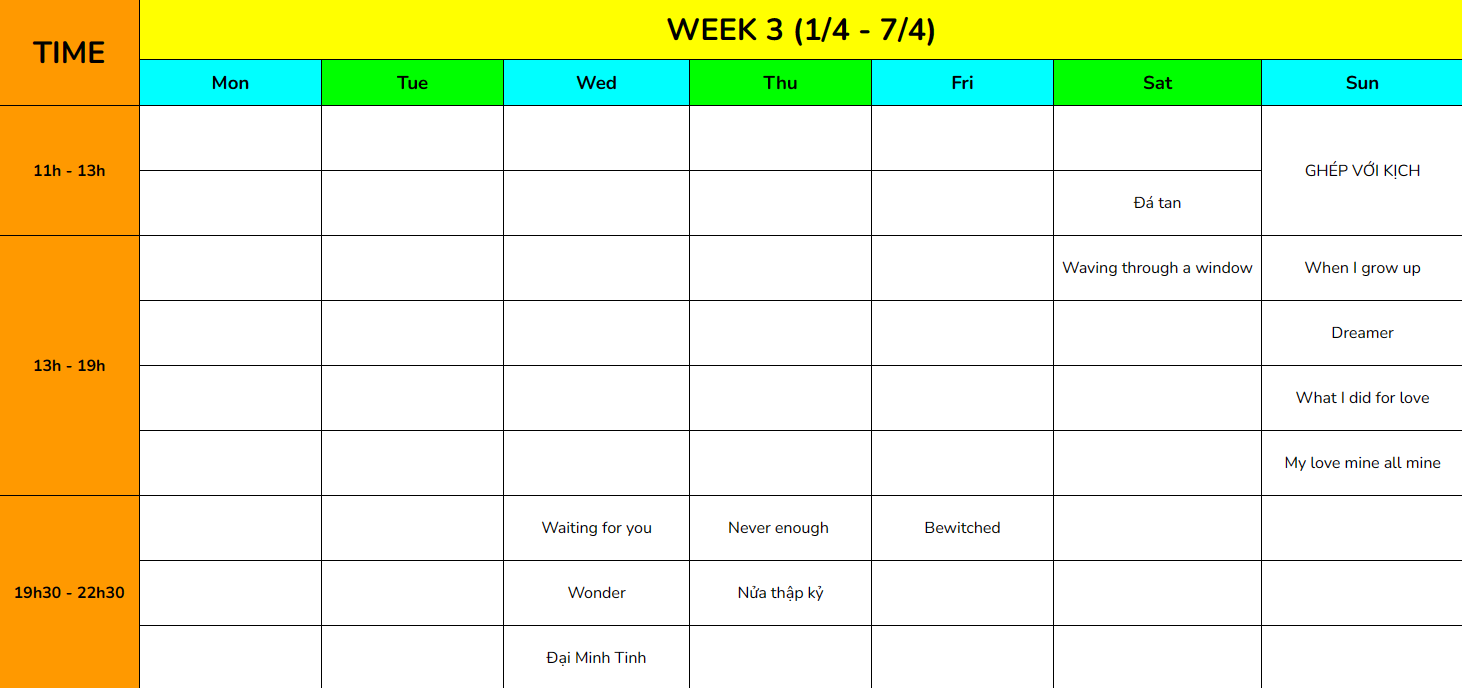 TIME
WEEK 3 (1/4 - 7/4)
Mon
Tue
Wed
Thu
Fri
Sat
Sun
11h - 13h
GHÉP VỚI KỊCH
Đá tan
13h - 19h
Waving through a window
When I grow up
Dreamer
What I did for love
My love mine all mine
19h30 - 22h30
Waiting for you
Never enough
Bewitched
Wonder
Nửa thập kỷ
Đại Minh Tinh